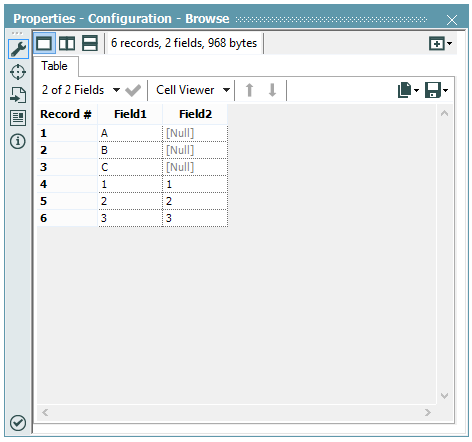 Properties - Configuration - Browse
6 records, 2 fields, 968 bytes
Table
2 of 2 Fields Cell Viewer
Record # Field1 Field2
1 A [Null]
2 B [Null]
3 C [Null]
4 1 1
5 2 2
6 3 3